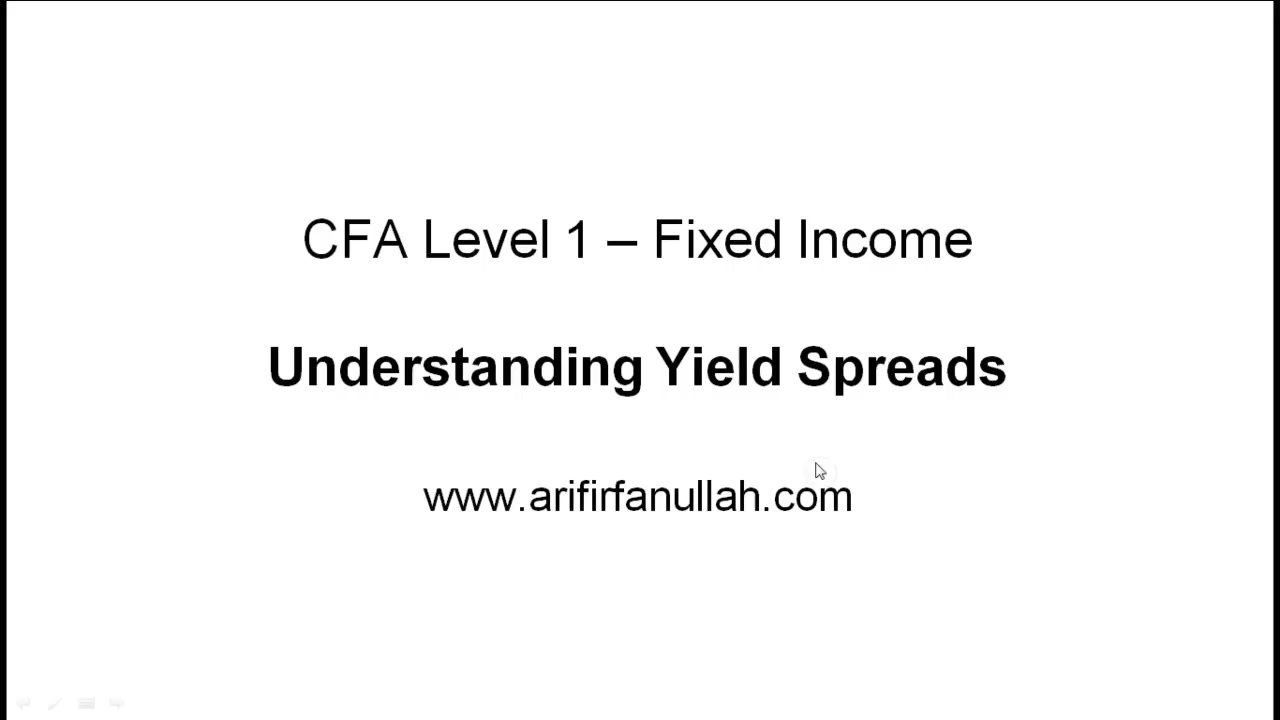 CFA Level 1 – Fixed Income
Understanding Yield Spreads
www.arifirfanullah.com